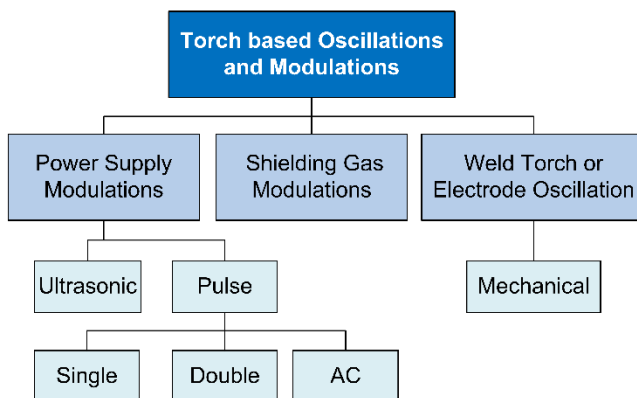 Torch based Oscillations
and Modulations
Power Supply
Modulations
Shielding Gas
Modulations
Weld Torch or
Electrode Oscillation
Ultrasonic
Pulse
Mechanical
Single
Double
AC